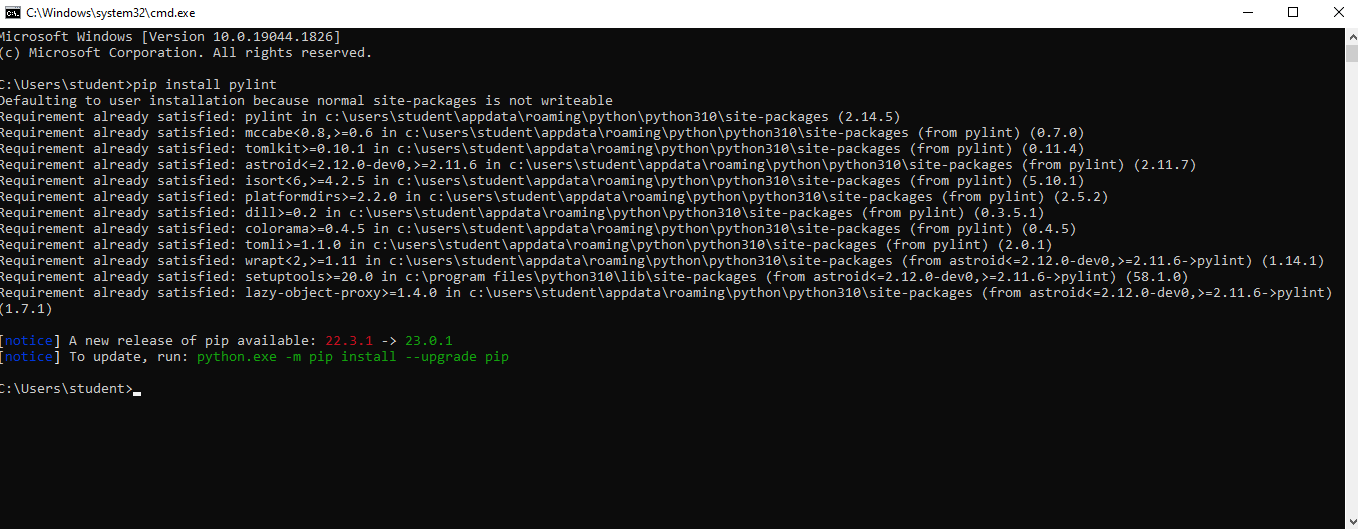 C:\Windows\system32\cmd.exe
Microsoft Windows [Version 10.0.19044.1826]
(c) Microsoft Corporation. All rights reserved.
C:\Users\student>pip install pylint
Defaulting to user installation because normal site-packages is not writeable
Requirement already satisfied: pylint in c:\users\student\appdata\roaming\python\python310\site-packages (2.14.5)
Requirement already satisfied: mccabe<0.8,>=0.6 in c:\users\student\appdata\roaming\python\python310\site-packages (from pylint) (0.7.0)
Requirement already satisfied: tomlkit>=0.10.1 in c:\users\student\appdata\roaming\python\python310\site-packages (from pylint) (0.11.4)
Requirement already satisfied: astroid<=2.12.0-dev0,>=2.11.6 in c:\users\student\appdata\roaming\python\python310\site-packages (from pylint) (2.11.7)
Requirement already satisfied: isort<6,>=4.2.5 in c:\users\student\appdata\roaming\python\python310\site-packages (from pylint) (5.10.1)
Requirement already satisfied: platformdirs>=2.2.0 in c:\users\student\appdata\roaming\python\python310\site-packages (from pylint) (2.5.2)
Requirement already satisfied: dill>=0.2 in c:\users\student\appdata\roaming\python\python310\site-packages (from pylint) (0.3.5.1)
Requirement already satisfied: colorama>=0.4.5 in c:\users\student\appdata\roaming\python\python310\site-packages (from pylint) (0.4.5)
Requirement already satisfied: tomli>=1.1.0 in c:\users\student\appdata\roaming\python\python310\site-packages (from pylint) (2.0.1)
Requirement already satisfied: wrapt<2,>=1.11 in c:\users\student\appdata\roaming\python\python310\site-packages (from astroid<=2.12.0-dev0,>=2.11.6->pylint) (1.14.1)
Requirement already satisfied: setuptools>=20.0 in c:\program files\python310\lib\site-packages (from astroid<=2.12.0-dev0,>=2.11.6->pylint) (58.1.0)
Requirement already satisfied: lazy-object-proxy>=1.4.0 in c:\users\student\appdata\roaming\python\python310\site-packages (from astroid<=2.12.0-dev0,>=2.11.6->pylint)
(1.7.1)
[notice] A new release of pip available: 22.3.1 -> 23.0.1
[notice] To update, run: python.exe -m pip install --upgrade pip
C:\Users\student>